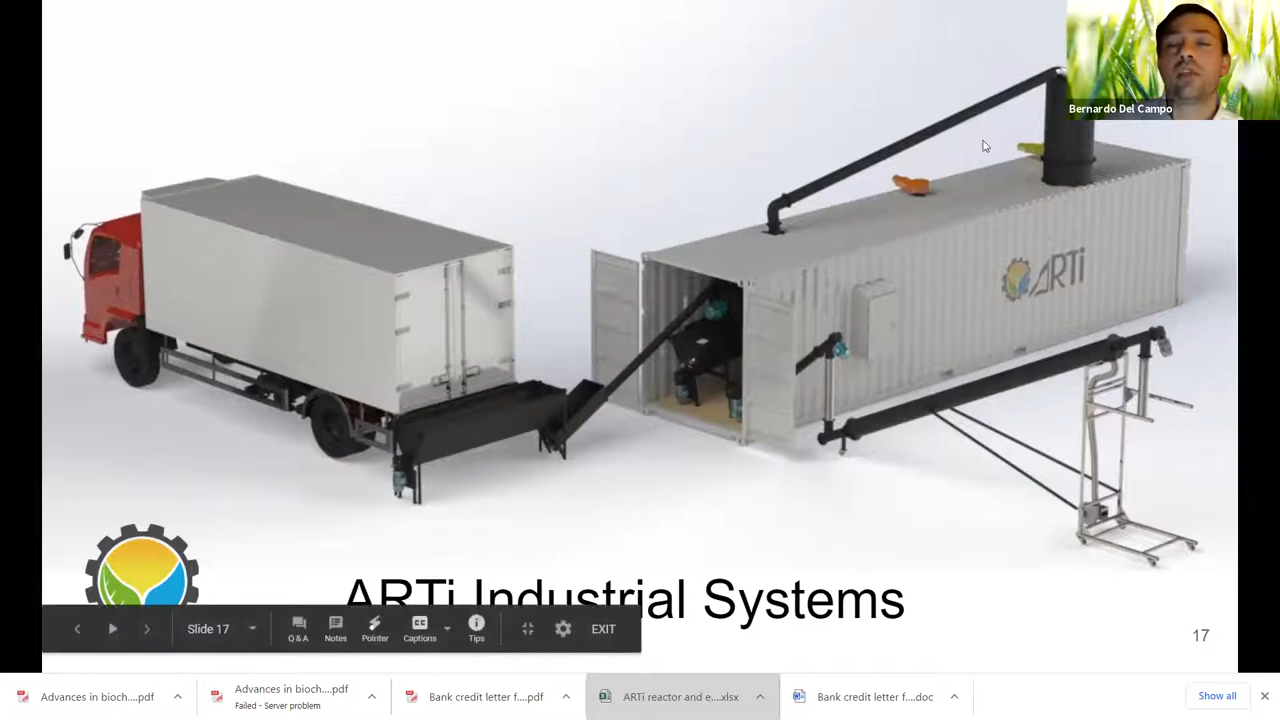 Bernardo Del Campo
ARTi
ARTi Industrial Systems
Slide 17
Q & A
Notes
Pointer
Captions
Tips
EXIT
17
Advances in bioch....pdf
Advances in bioch....pdf
Failed - Server problem
Bank credit letter f....pdf
ARTi reactor and e....xlsx
Bank credit letter f....doc
Show all